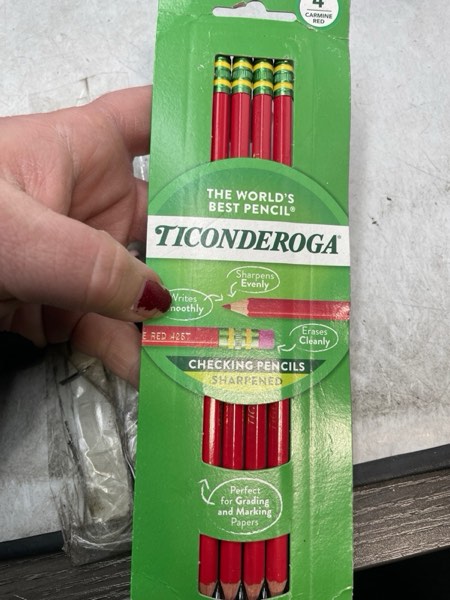 4
CARMINE
RED
THE WORLD'S
BEST PENCIL®
TICONDEROGA®
Sharpens
Evenly
Writes
moothly
E RED 425T
Erases
Cleanly
CHECKING PENCILS
SHARPENED
Perfect
for Grading
and Marking
Papers